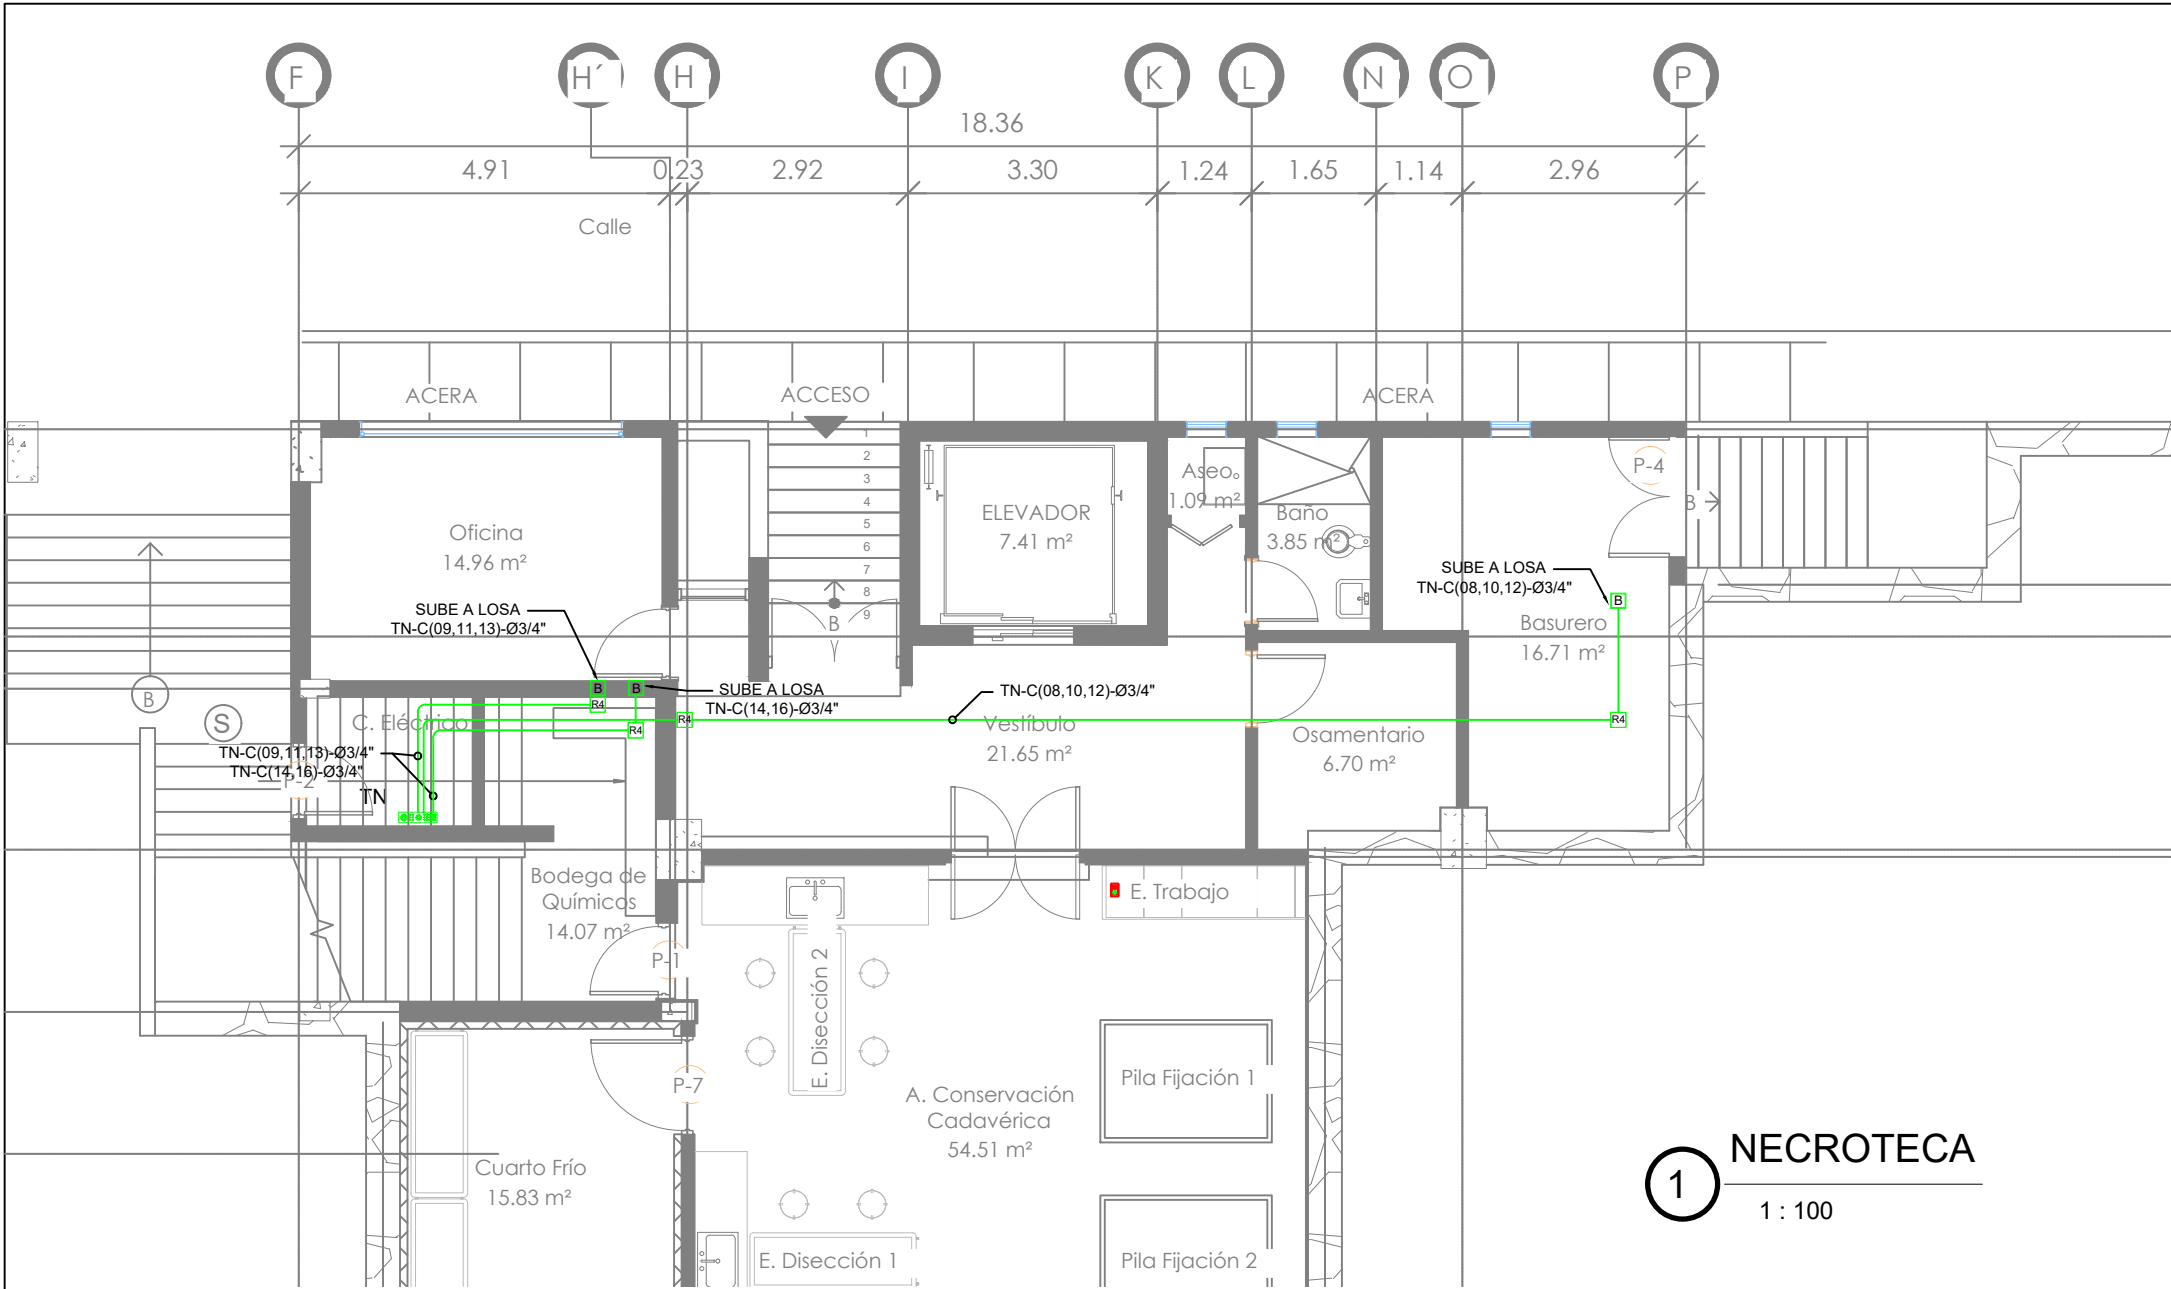 F
H´
H
I
K
L
N
O
P
18.36
4.91
0.23
2.92
3.30
1.24
1.65
1.14
2.96
Calle
ACERA
ACCESO
ACERA
1
2
3
4
5
6
7
8
9
Oficina
14.96 m²
ELEVADOR
7.41 m²
Aseo
1.09 m²
Baño
3.85 m²
P-4
B
SUBE A LOSA
TN-C(09,11,13)-Ø3/4"
B
SUBE A LOSA
TN-C(08,10,12)-Ø3/4"
B
Basurero
16.71 m²
B
S
B
B
SUBE A LOSA
TN-C(14,16)-Ø3/4"
R4
R4
R4
R4
TN-C(08,10,12)-Ø3/4"
C. Eléctrico
Vestíbulo
21.65 m²
Osamentario
6.70 m²
TN-C(09,11,13)-Ø3/4"
TN-C(14,16)-Ø3/4"
P-2
TN
Bodega de
Químicos
14.07 m²
P-1
E. Trabajo
E. Disección 2
P-7
A. Conservación
Cadavérica
54.51 m²
Pila Fijación 1
Cuarto Frío
15.83 m²
E. Disección 1
Pila Fijación 2
1
NECROTECA
1 : 100